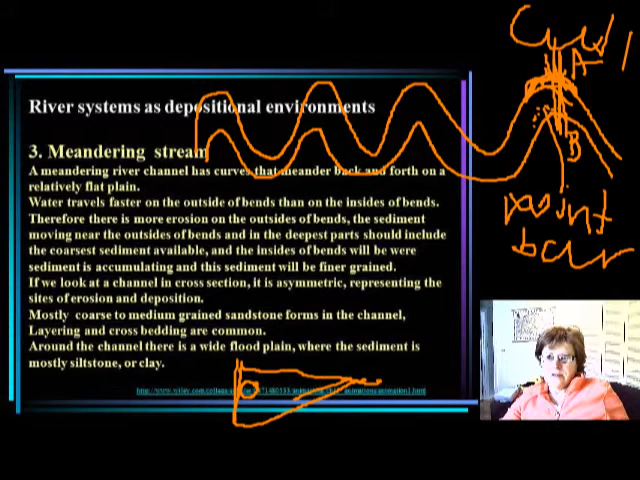 River systems as depositional environments
3. Meandering stream
A meandering river channel has curves that meander back and forth on a
relatively flat plain.
Water travels faster on the outside of bends than on the insides of bends.
Therefore there is more erosion on the outsides of bends, the sediment
moving near the outsides of bends and in the deepest parts should include
the coarsest sediment available, and the insides of bends will be were
sediment is accumulating and this sediment will be finer grained.
If we look at a channel in cross section, it is asymmetric, representing the
sites of erosion and deposition.
Mostly coarse to medium grained sandstone forms in the channel,
Layering and cross bedding are common.
Around the channel there is a wide flood plain, where the sediment is
mostly siltstone, or clay.
A
B
point
bar